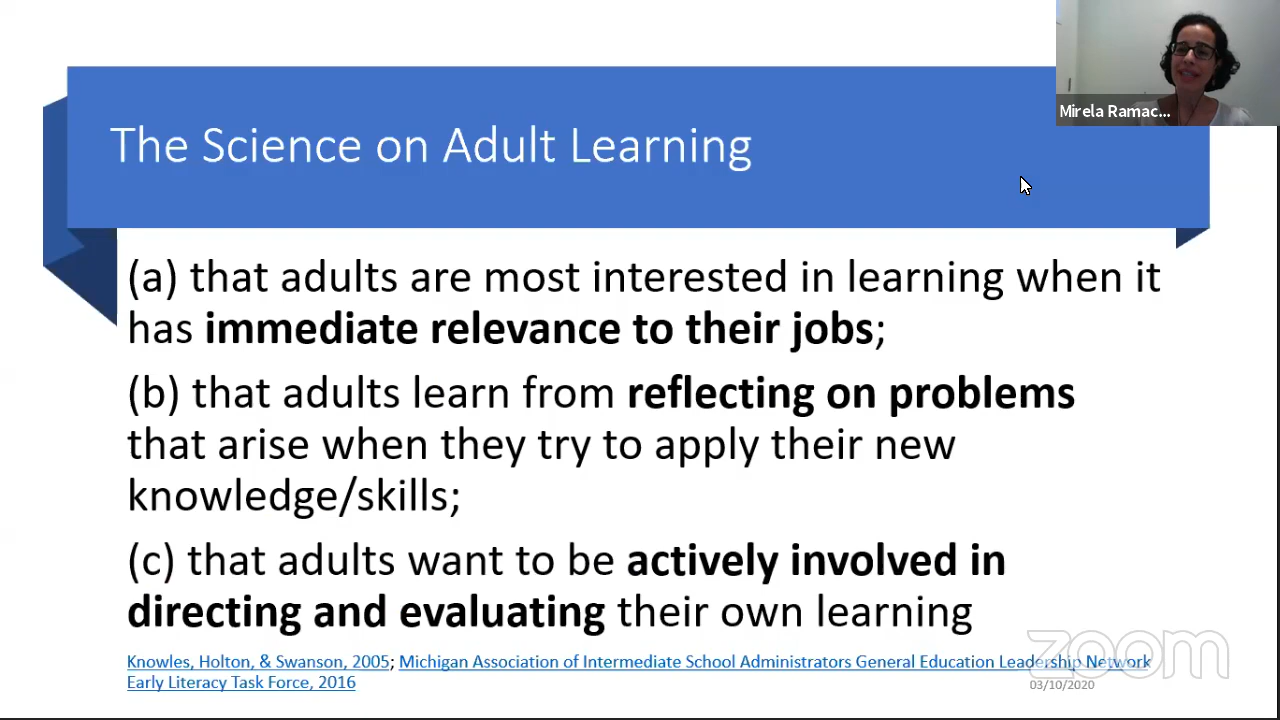 Mirela Ramac...
The Science on Adult Learning
(a) that adults are most interested in learning when it
has immediate relevance to their jobs;
(b) that adults learn from reflecting on problems
that arise when they try to apply their new
knowledge/skills;
(c) that adults want to be actively involved in
directing and evaluating their own learning
Knowles, Holton, & Swanson, 2005; Michigan Association of Intermediate School Administrators General Education Leadership Network
Early Literacy Task Force, 2016
zoom
03/10/2020